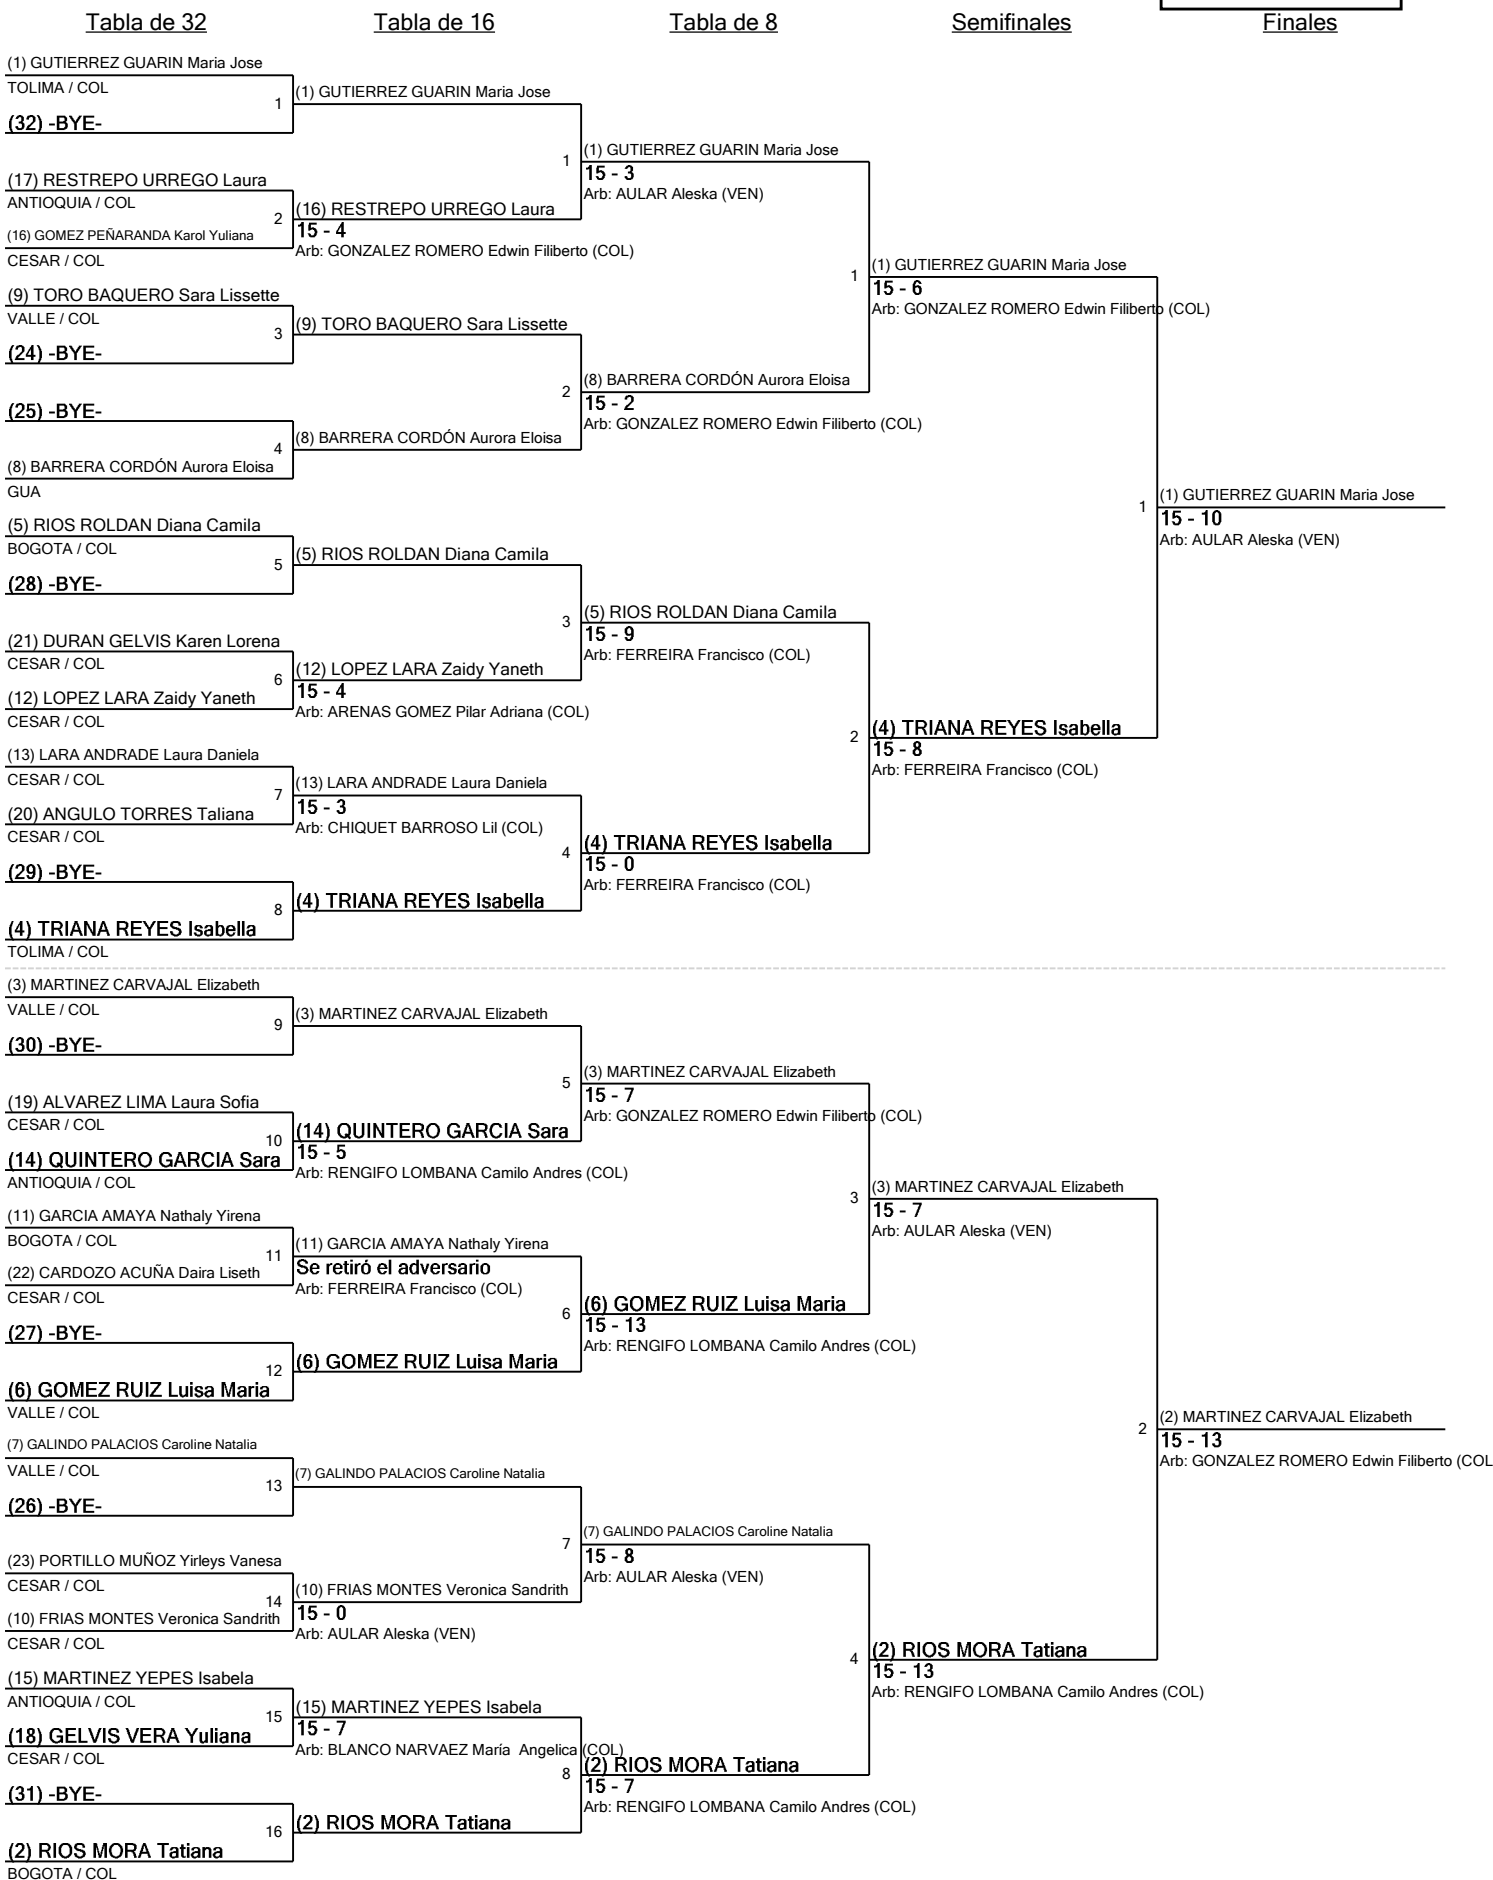 Tabla de 32
Tabla de 16
Tabla de 8
Semifinales
Finales
(1) GUTIERREZ GUARIN Maria Jose
TOLIMA / COL
1
(32) -BYE-
(17) RESTREPO URREGO Laura
ANTIOQUIA / COL
2
(16) GOMEZ PEÑARANDA Karol Yuliana
CESAR / COL
(9) TORO BAQUERO Sara Lissette
VALLE / COL
3
(24) -BYE-
(25) -BYE-
4
(8) BARRERA CORDÓN Aurora Eloisa
GUA
(5) RIOS ROLDAN Diana Camila
BOGOTA / COL
5
(28) -BYE-
(21) DURAN GELVIS Karen Lorena
CESAR / COL
6
(12) LOPEZ LARA Zaidy Yaneth
CESAR / COL
(13) LARA ANDRADE Laura Daniela
CESAR / COL
7
(20) ANGULO TORRES Taliana
CESAR / COL
(29) -BYE-
8
(4) TRIANA REYES Isabella
TOLIMA / COL
(3) MARTINEZ CARVAJAL Elizabeth
VALLE / COL
9
(30) -BYE-
(19) ALVAREZ LIMA Laura Sofia
CESAR / COL
10
(14) QUINTERO GARCIA Sara
ANTIOQUIA / COL
(11) GARCIA AMAYA Nathaly Yirena
BOGOTA / COL
11
(22) CARDOZO ACUÑA Daira Liseth
CESAR / COL
(27) -BYE-
12
(6) GOMEZ RUIZ Luisa Maria
VALLE / COL
(7) GALINDO PALACIOS Caroline Natalia
VALLE / COL
13
(26) -BYE-
(23) PORTILLO MUÑOZ Yirleys Vanesa
CESAR / COL
14
(10) FRIAS MONTES Veronica Sandrith
CESAR / COL
(15) MARTINEZ YEPES Isabela
ANTIOQUIA / COL
15
(18) GELVIS VERA Yuliana
CESAR / COL
(31) -BYE-
16
(2) RIOS MORA Tatiana
BOGOTA / COL
(1) GUTIERREZ GUARIN Maria Jose
1
(16) RESTREPO URREGO Laura
15 - 4
Arb: GONZALEZ ROMERO Edwin Filiberto (COL)
(9) TORO BAQUERO Sara Lissette
2
(8) BARRERA CORDÓN Aurora Eloisa
(5) RIOS ROLDAN Diana Camila
3
(12) LOPEZ LARA Zaidy Yaneth
15 - 4
Arb: ARENAS GOMEZ Pilar Adriana (COL)
(13) LARA ANDRADE Laura Daniela
15 - 3
Arb: CHIQUET BARROSO Lil (COL)
4
(4) TRIANA REYES Isabella
(3) MARTINEZ CARVAJAL Elizabeth
5
(14) QUINTERO GARCIA Sara
15 - 5
Arb: RENGIFO LOMBANA Camilo Andres (COL)
(11) GARCIA AMAYA Nathaly Yirena
Se retiró el adversario
Arb: FERREIRA Francisco (COL)
6
(6) GOMEZ RUIZ Luisa Maria
(7) GALINDO PALACIOS Caroline Natalia
7
(10) FRIAS MONTES Veronica Sandrith
15 - 0
Arb: AULAR Aleska (VEN)
(15) MARTINEZ YEPES Isabela
15 - 7
Arb: BLANCO NARVAEZ María  Angelica (COL)
8
(2) RIOS MORA Tatiana
(1) GUTIERREZ GUARIN Maria Jose
15 - 3
Arb: AULAR Aleska (VEN)
1
(8) BARRERA CORDÓN Aurora Eloisa
15 - 2
Arb: GONZALEZ ROMERO Edwin Filiberto (COL)
(5) RIOS ROLDAN Diana Camila
15 - 9
Arb: FERREIRA Francisco (COL)
2
(4) TRIANA REYES Isabella
15 - 0
Arb: FERREIRA Francisco (COL)
(3) MARTINEZ CARVAJAL Elizabeth
15 - 7
Arb: GONZALEZ ROMERO Edwin Filiberto (COL)
3
(6) GOMEZ RUIZ Luisa Maria
15 - 13
Arb: RENGIFO LOMBANA Camilo Andres (COL)
(7) GALINDO PALACIOS Caroline Natalia
15 - 8
Arb: AULAR Aleska (VEN)
4
(2) RIOS MORA Tatiana
15 - 7
Arb: RENGIFO LOMBANA Camilo Andres (COL)
(1) GUTIERREZ GUARIN Maria Jose
15 - 6
Arb: GONZALEZ ROMERO Edwin Filiberto (COL)
1
(4) TRIANA REYES Isabella
15 - 8
Arb: FERREIRA Francisco (COL)
(3) MARTINEZ CARVAJAL Elizabeth
15 - 7
Arb: AULAR Aleska (VEN)
2
(2) RIOS MORA Tatiana
15 - 13
Arb: RENGIFO LOMBANA Camilo Andres (COL)
(1) GUTIERREZ GUARIN Maria Jose
15 - 10
Arb: AULAR Aleska (VEN)
(2) MARTINEZ CARVAJAL Elizabeth
15 - 13
Arb: GONZALEZ ROMERO Edwin Filiberto (COL